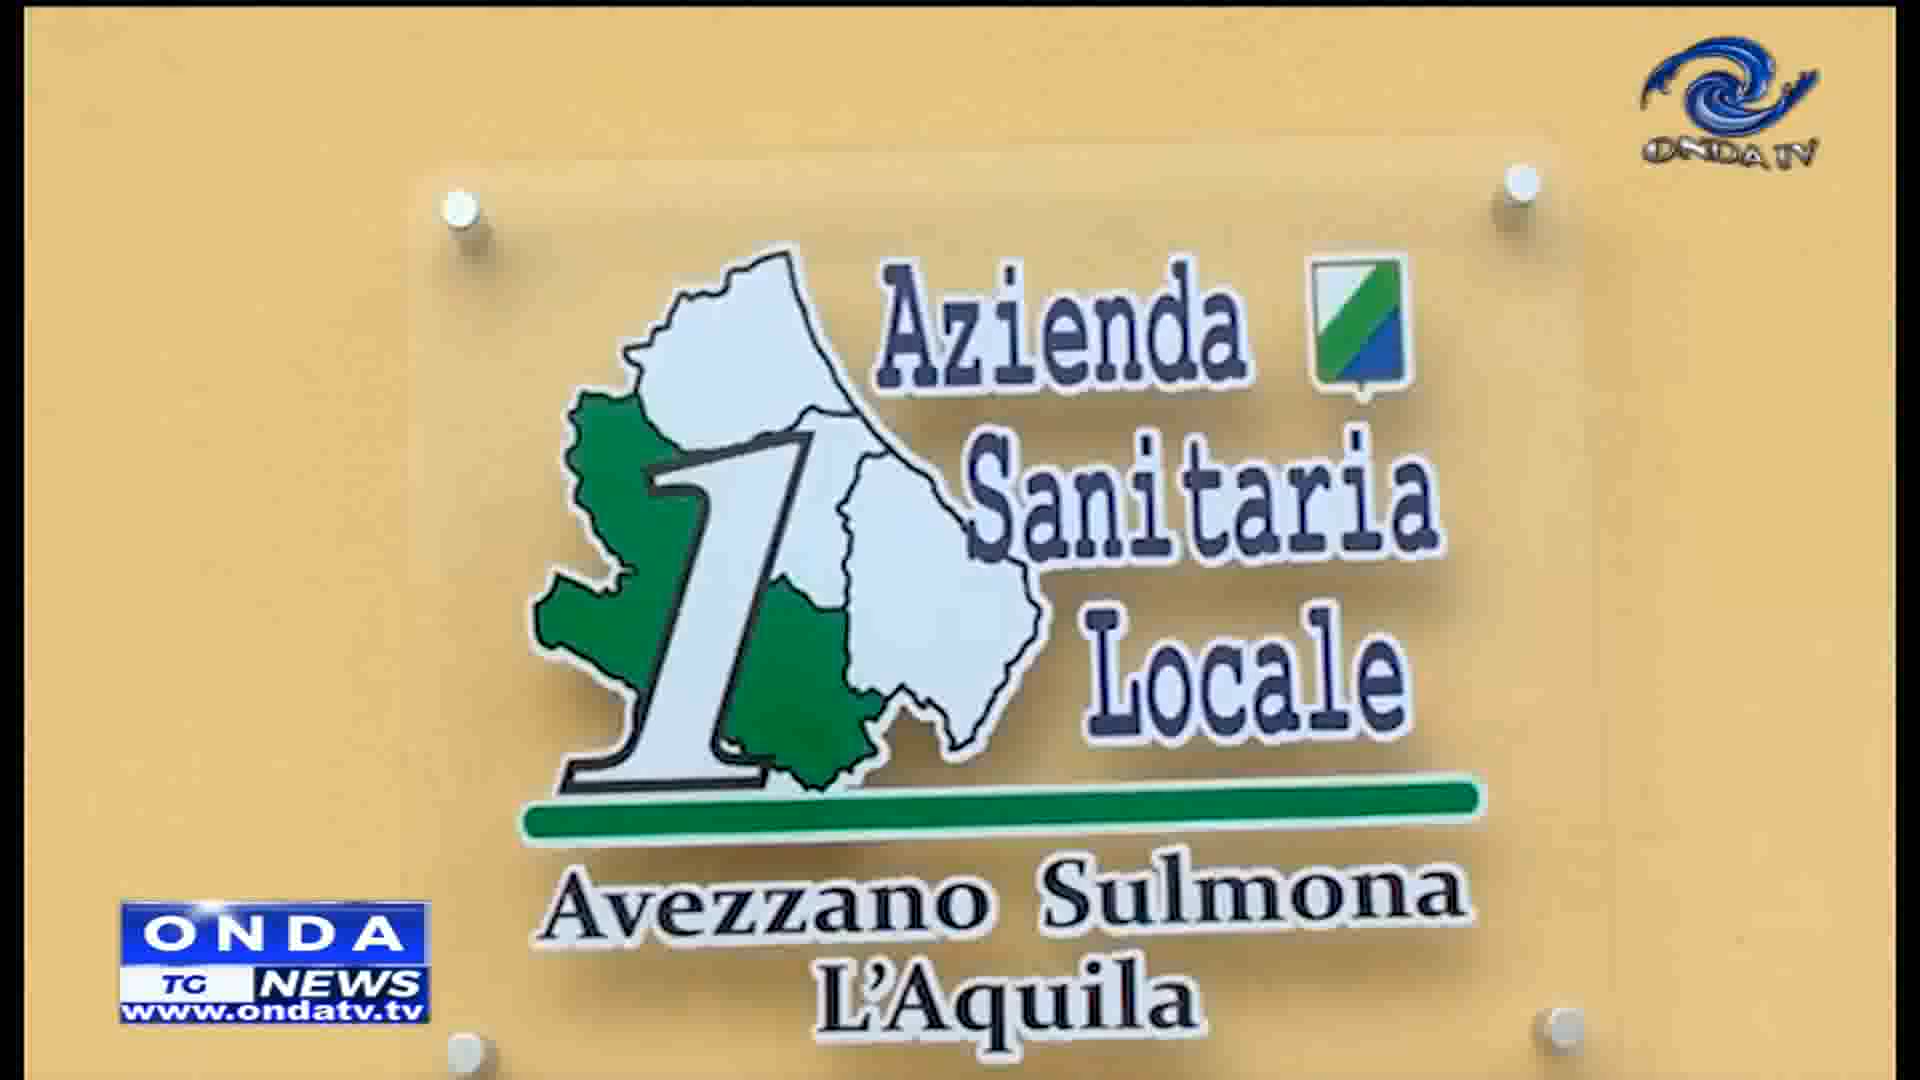 ONDA TV
Azienda
Sanitaria
Locale
1
Avezzano Sulmona
L'Aquila
ONDA
TG NEWS
www.ondatv.tv